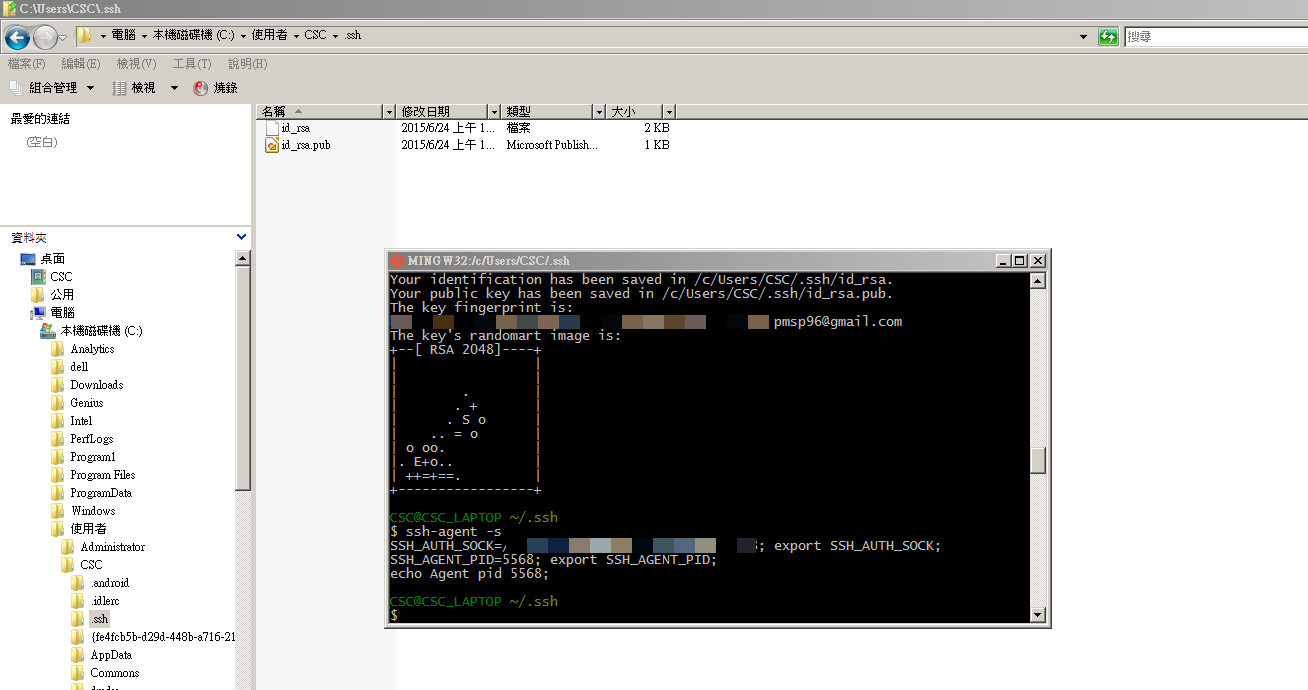 C:\Users\CSC\.ssh
電腦 本機磁碟機 (C:) 使用者 CSC .ssh
搜尋
檔案(F) 編輯(E) 檢視(V) 工具(T) 說明(H)
組合管理 檢視 燒錄
最愛的連結
(空白)
名稱 修改日期 類型 大小
id_rsa 2015/6/24 上午 1... 檔案 2 KB
id_rsa.pub 2015/6/24 上午 1... Microsoft Publish... 1 KB
資料夾
桌面
CSC
公用
電腦
本機磁碟機 (C:)
Analytics
dell
Downloads
Genius
Intel
PerfLogs
Program1
Program Files
ProgramData
Windows
使用者
Administrator
CSC
.android
.idlerc
.ssh
{fe4fcb5b-d29d-448b-a716-21
AppData
Commons
MINGW32:/c/Users/CSC/.ssh
Your identification has been saved in /c/Users/CSC/.ssh/id_rsa.
Your public key has been saved in /c/Users/CSC/.ssh/id_rsa.pub.
The key fingerprint is:
pmsp96@gmail.com
The key's randomart image is:
+--[ RSA 2048]----+
|                 |
|                 |
|        .        |
|       . +       |
|      . S o      |
|    .. = o       |
| o oo.           |
|. E+o..          |
| ++=+==.         |
+-----------------+
CSC@CSC_LAPTOP ~/.ssh
$ ssh-agent -s
SSH_AUTH_SOCK=/ ; export SSH_AUTH_SOCK;
SSH_AGENT_PID=5568; export SSH_AGENT_PID;
echo Agent pid 5568;
CSC@CSC_LAPTOP ~/.ssh
$